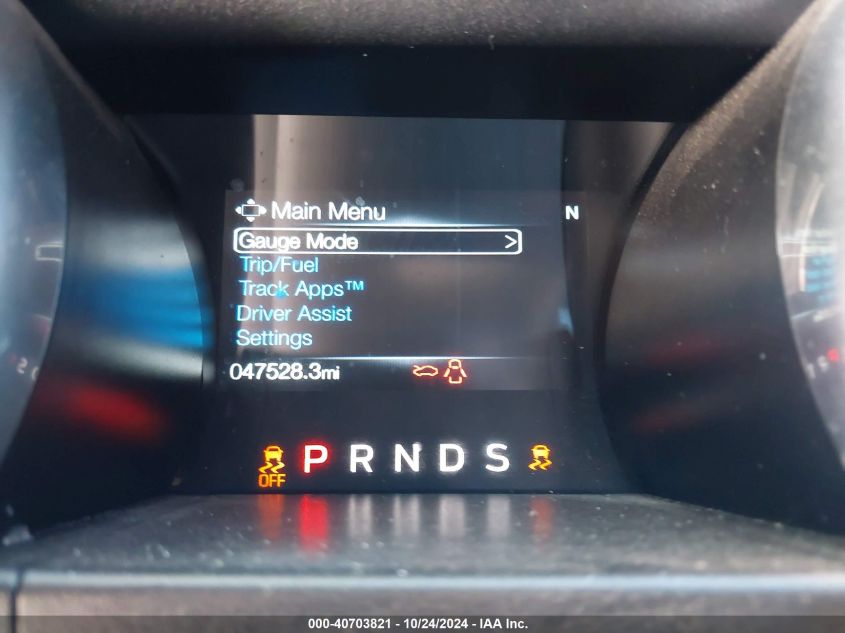 Main Menu N
Gauge Mode >
Trip/Fuel
Track Apps™
Driver Assist
Settings
047528.3mi
OFF P R N D S
000-40703821 - 10/24/2024 - IAA Inc.